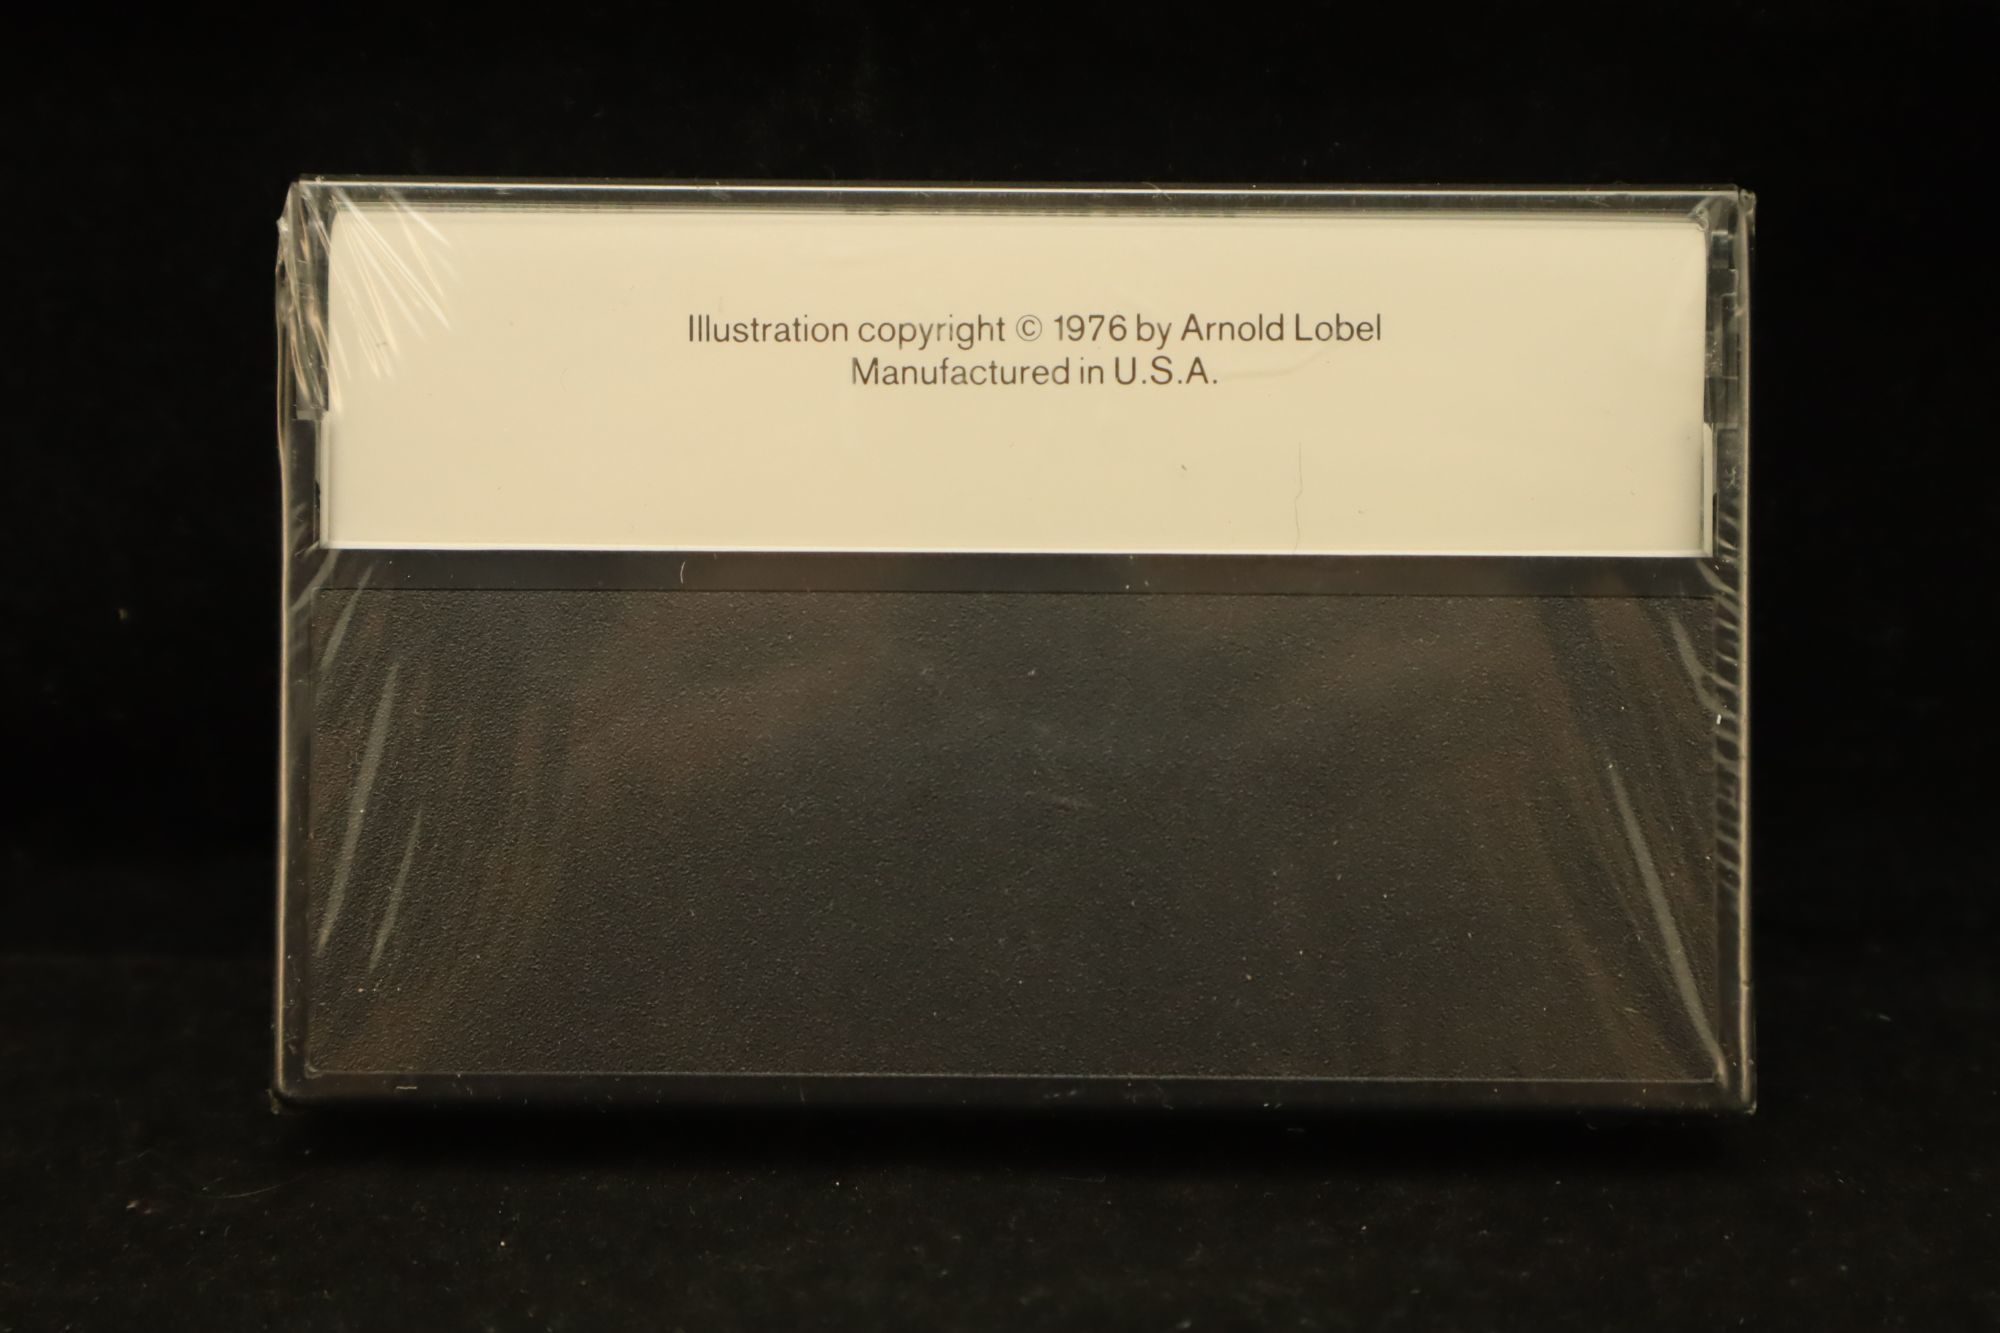 Illustration copyright © 1976 by Arnold Lobel
Manufactured in U.S.A.